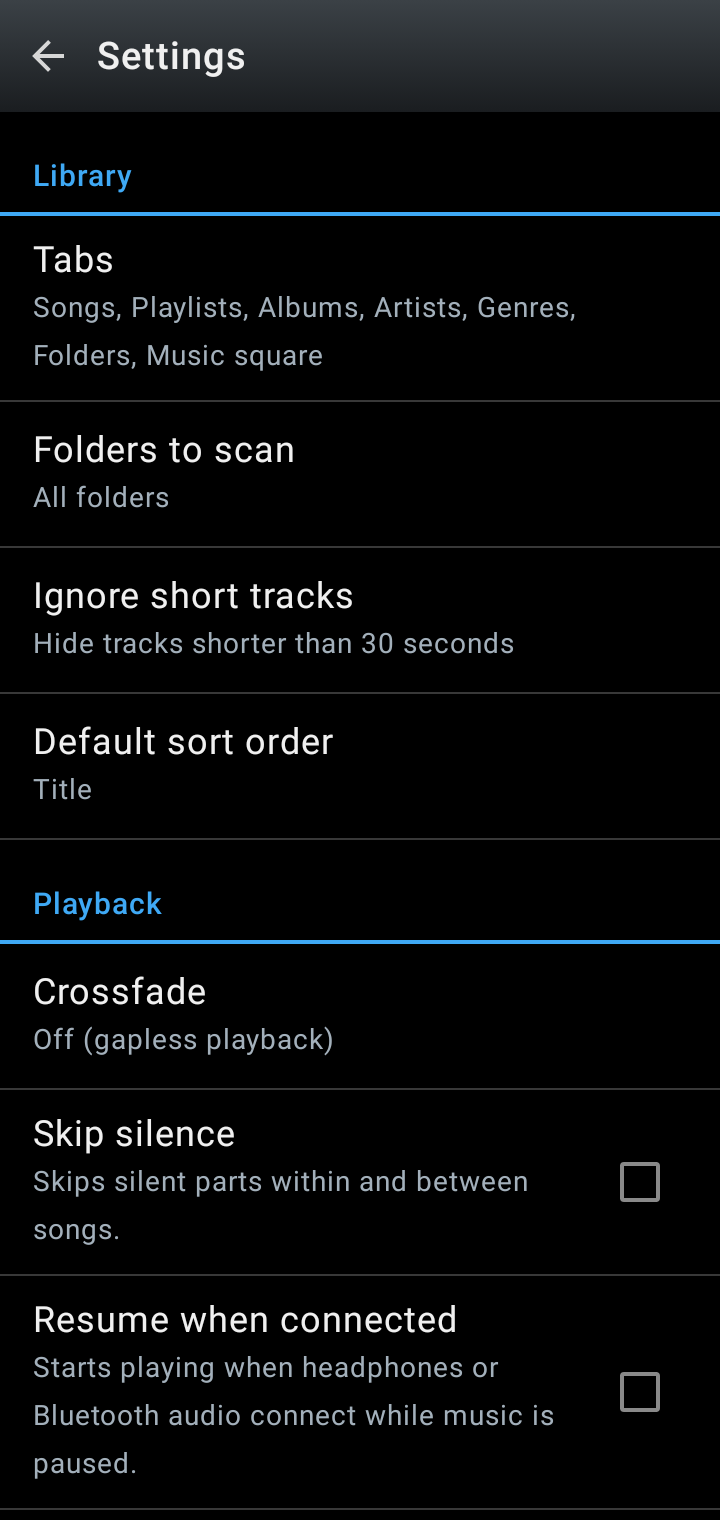 Settings
Library
Tabs
Songs, Playlists, Albums, Artists, Genres,
Folders, Music square
Folders to scan
All folders
Ignore short tracks
Hide tracks shorter than 30 seconds
Default sort order
Title
Playback
Crossfade
Off (gapless playback)
Skip silence
Skips silent parts within and between
songs.
Resume when connected
Starts playing when headphones or
Bluetooth audio connect while music is
paused.